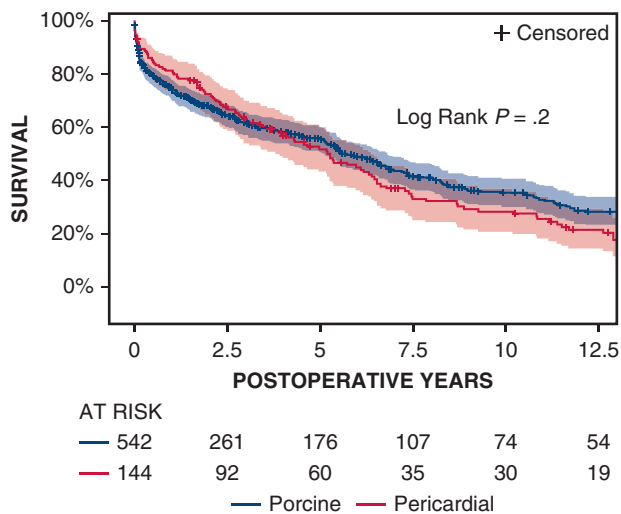 100%
80%
60%
40%
20%
0%
SURVIVAL
+ Censored
Log Rank P = .2
0 2.5 5 7.5 10 12.5
POSTOPERATIVE YEARS
AT RISK
542 261 176 107 74 54
144 92 60 35 30 19
Porcine Pericardial